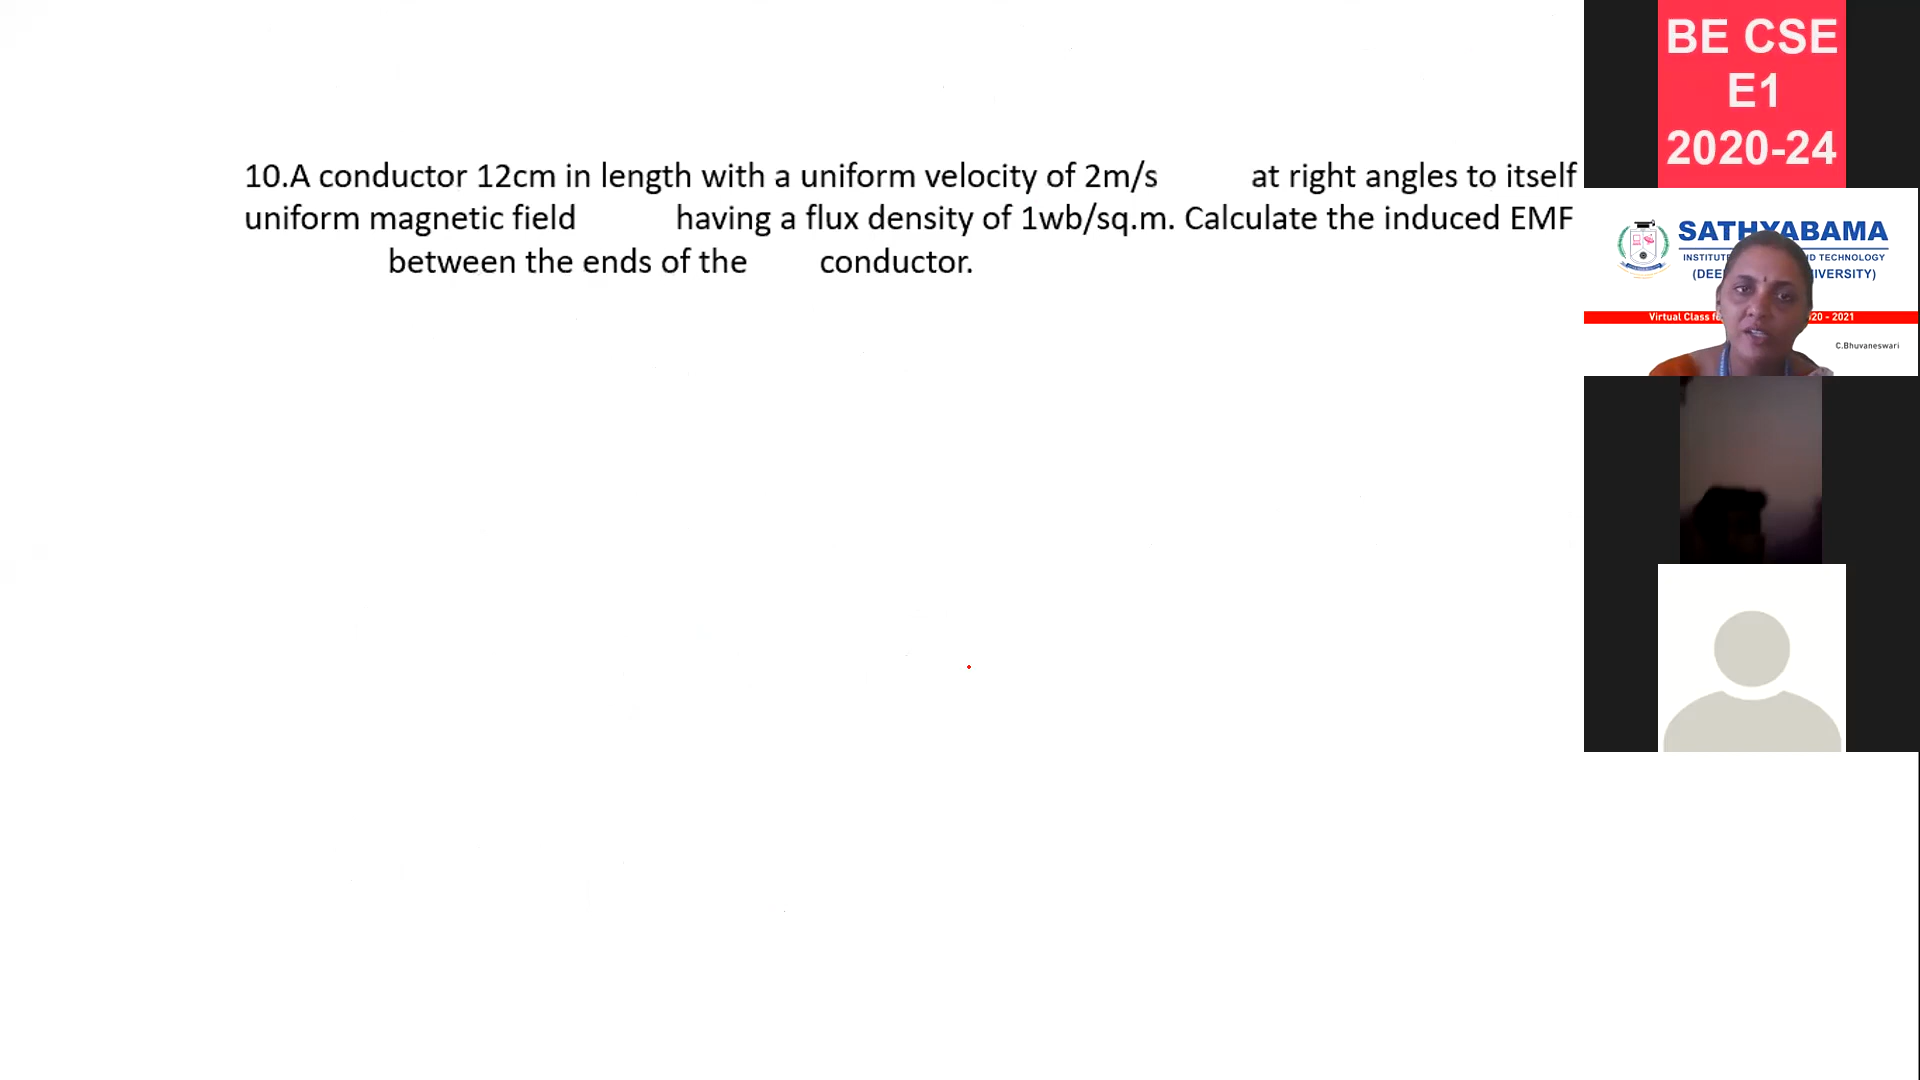 10.A conductor 12cm in length with a uniform velocity of 2m/s at right angles to itself
uniform magnetic field having a flux density of 1wb/sq.m. Calculate the induced EMF
between the ends of the conductor.
BE CSE
E1
2020-24
SATHYABAMA
INSTITUTE ND TECHNOLOGY
(DEE IVERSITY)
Virtual Class f 20 - 2021
C.Bhuvaneswari